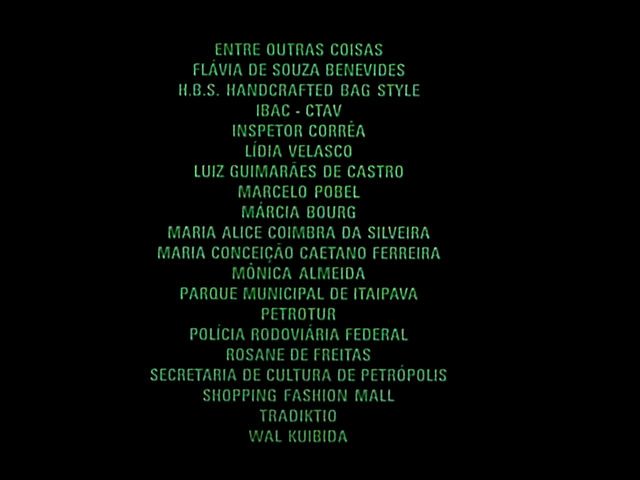 ENTRE OUTRAS COISAS
FLÁVIA DE SOUZA BENEVIDES
H.B.S. HANDCRAFTED BAG STYLE
IBAC - CTAV
INSPETOR CORRÊA
LÍDIA VELASCO
LUIZ GUIMARÃES DE CASTRO
MARCELO POBEL
MÁRCIA BOURG
MARIA ALICE COIMBRA DA SILVEIRA
MARIA CONCEIÇÃO CAETANO FERREIRA
MÔNICA ALMEIDA
PARQUE MUNICIPAL DE ITAIPAVA
PETROTUR
POLÍCIA RODOVIÁRIA FEDERAL
ROSANE DE FREITAS
SECRETARIA DE CULTURA DE PETRÓPOLIS
SHOPPING FASHION MALL
TRADIKTIO
WAL KUIBIDA